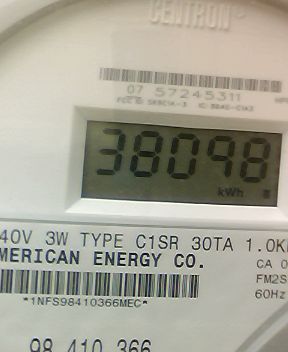 CENTRON
07 57245311
38098
kWh
40V 3W TYPE C1SR 30TA 1.0K
MERICAN ENERGY CO.
CA 0
FM2S
60Hz
*1NFS98410366MEC*
98 410 366